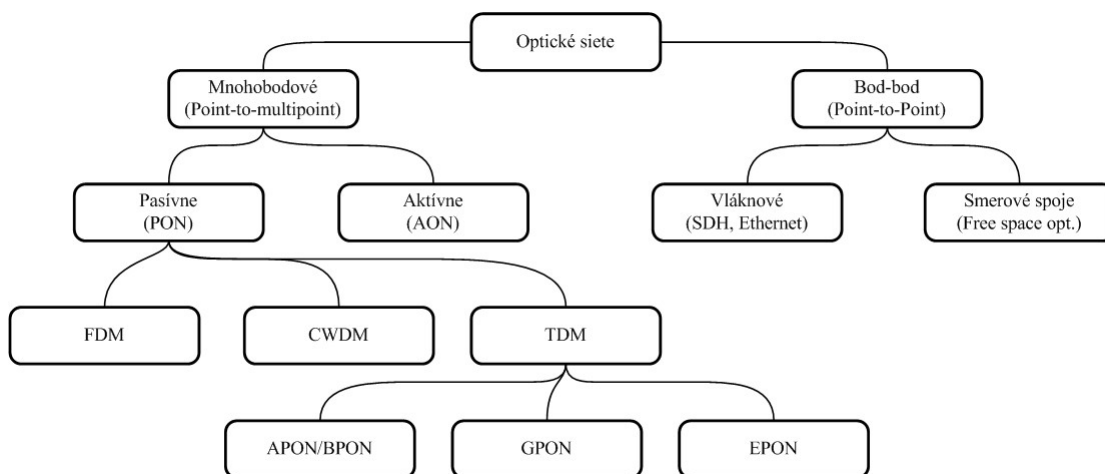 Optické siete
Mnohobodové
(Point-to-multipoint)
Bod-bod
(Point-to-Point)
Pasívne
(PON)
Aktívne
(AON)
Vláknové
(SDH, Ethernet)
Smerové spoje
(Free space opt.)
FDM
CWDM
TDM
APON/BPON
GPON
EPON